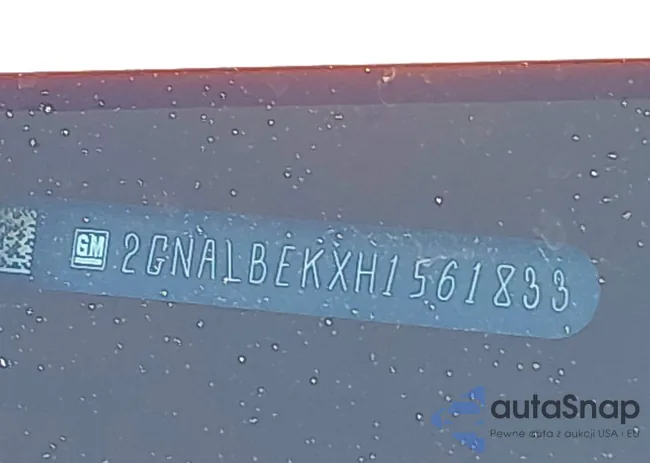 GM 2GNALBEKXH1561833
autaSnap
Pewne auta z aukcji USA i EU